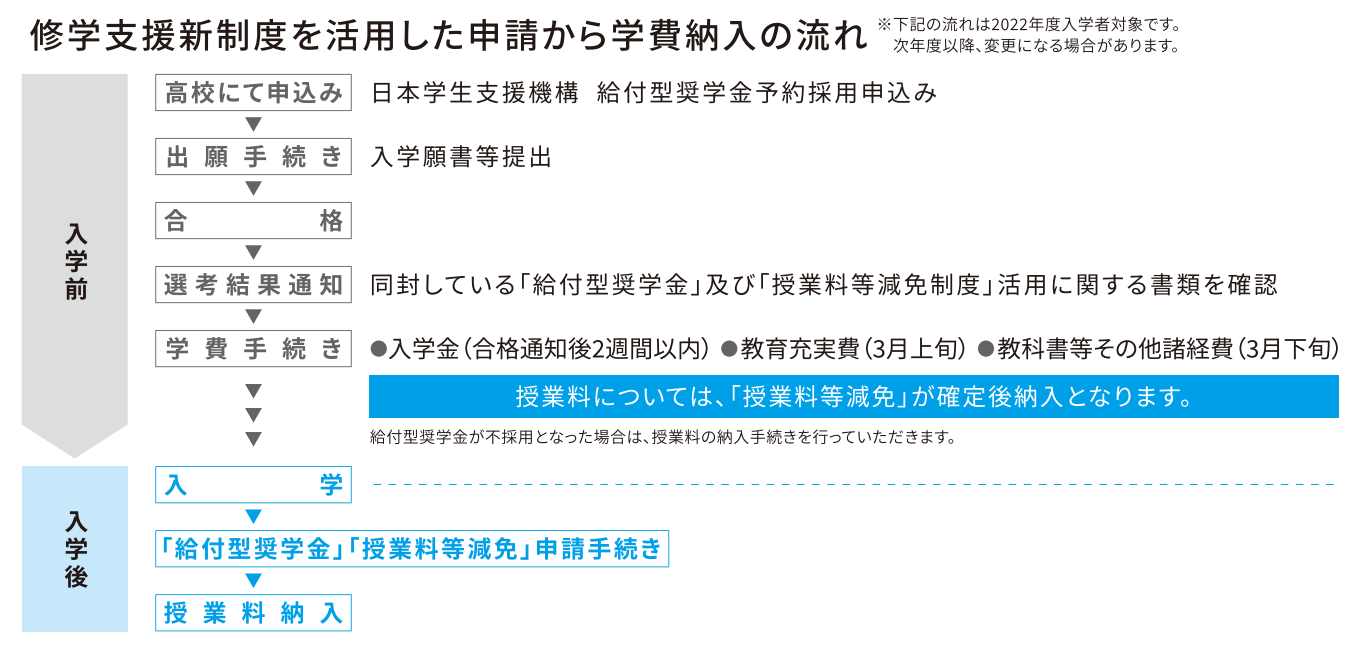 修学支援新制度を活用した申請から学費納入の流れ
※下記の流れは2022年度入学者対象です。
次年度以降、変更になる場合があります。
入学前
高校にて申込み
日本学生支援機構 給付型奨学金予約採用申込み
▼
出願手続き
入学願書等提出
▼
合格
▼
選考結果通知
同封している「給付型奨学金」及び「授業料等減免制度」活用に関する書類を確認
▼
学費手続き
●入学金（合格通知後2週間以内） ●教育充実費（3月上旬） ●教科書等その他諸経費（3月下旬）
▼
授業料については、「授業料等減免」が確定後納入となります。
▼
▼
給付型奨学金が不採用となった場合は、授業料の納入手続きを行っていただきます。
入学後
入学
▼
「給付型奨学金」「授業料等減免」申請手続き
▼
授業料納入